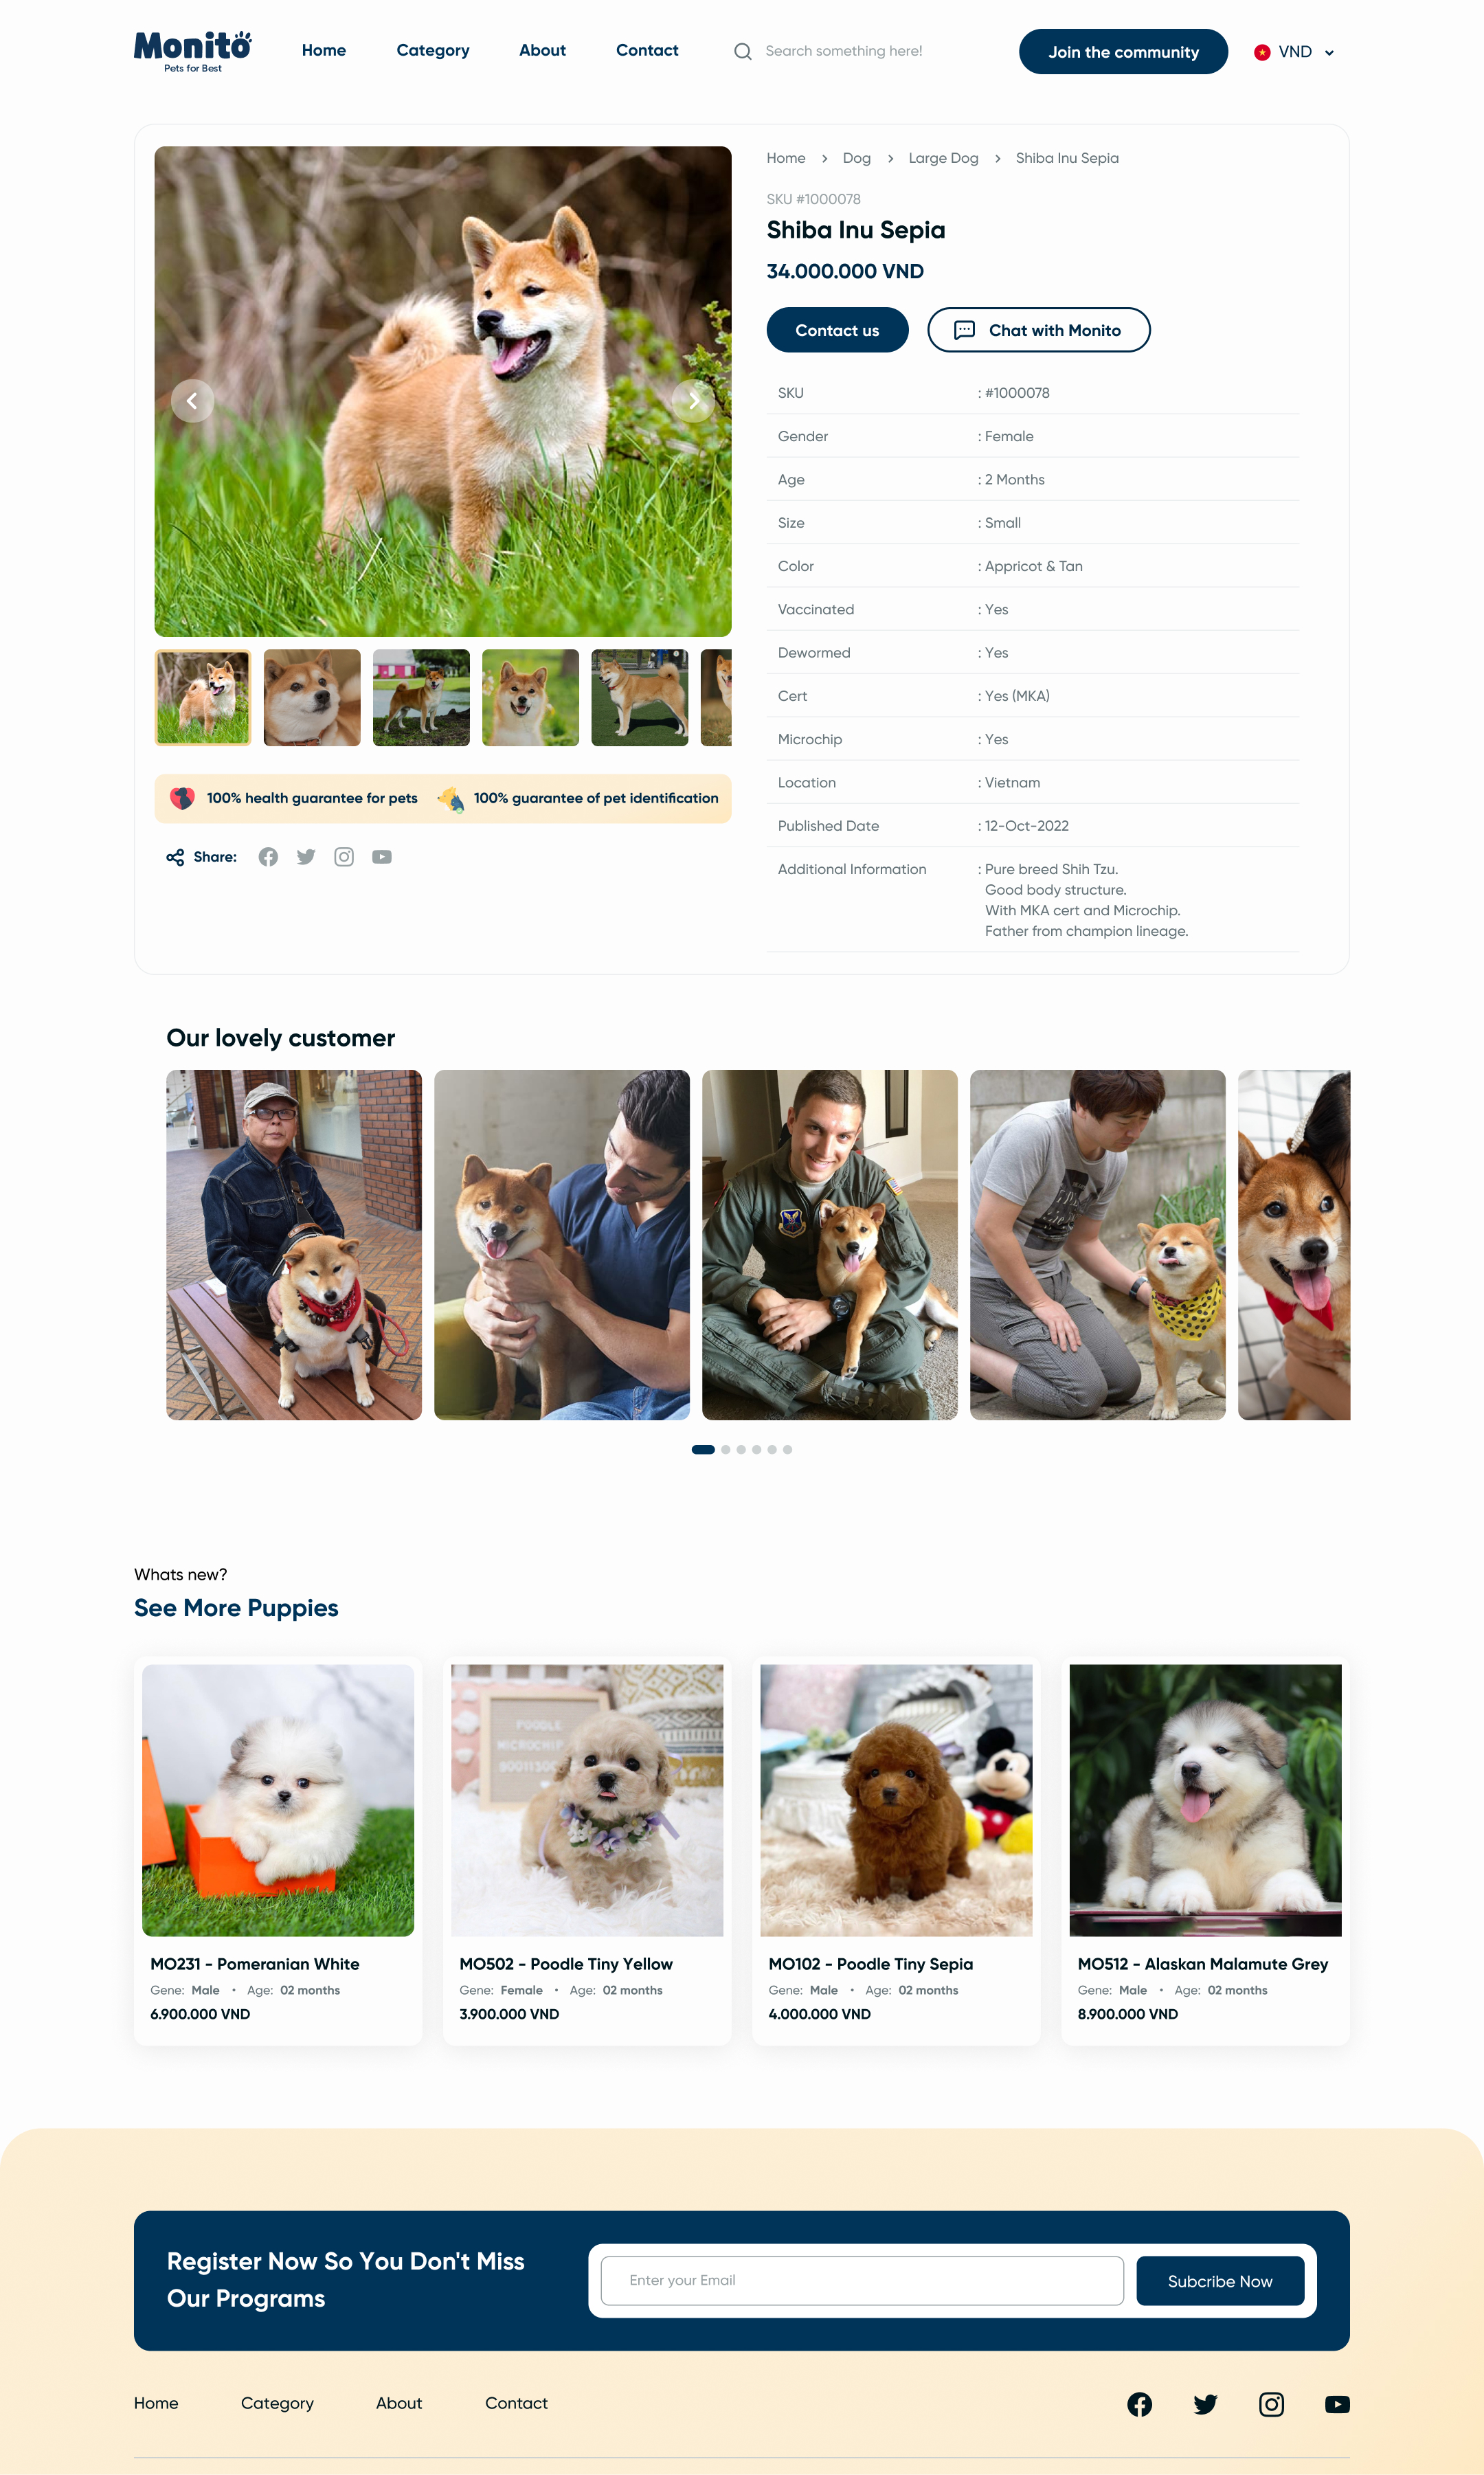 Monito
Pets for Best
Home
Category
About
Contact
Search something here!
Join the community
VND
Home > Dog > Large Dog > Shiba Inu Sepia
SKU #1000078
Shiba Inu Sepia
34.000.000 VND
Contact us
Chat with Monito
SKU : #1000078
Gender : Female
Age : 2 Months
Size : Small
Color : Appricot & Tan
Vaccinated : Yes
Dewormed : Yes
Cert : Yes (MKA)
Microchip : Yes
Location : Vietnam
Published Date : 12-Oct-2022
Additional Information : Pure breed Shih Tzu.
Good body structure.
With MKA cert and Microchip.
Father from champion lineage.
100% health guarantee for pets
100% guarantee of pet identification
Share:
Our lovely customer
Whats new?
See More Puppies
POODLE
MICROCHIP
MO231 - Pomeranian White
Gene: Male • Age: 02 months
6.900.000 VND
MO502 - Poodle Tiny Yellow
Gene: Female • Age: 02 months
3.900.000 VND
MO102 - Poodle Tiny Sepia
Gene: Male • Age: 02 months
4.000.000 VND
MO512 - Alaskan Malamute Grey
Gene: Male • Age: 02 months
8.900.000 VND
Register Now So You Don't Miss
Our Programs
Enter your Email
Subcribe Now
Home
Category
About
Contact